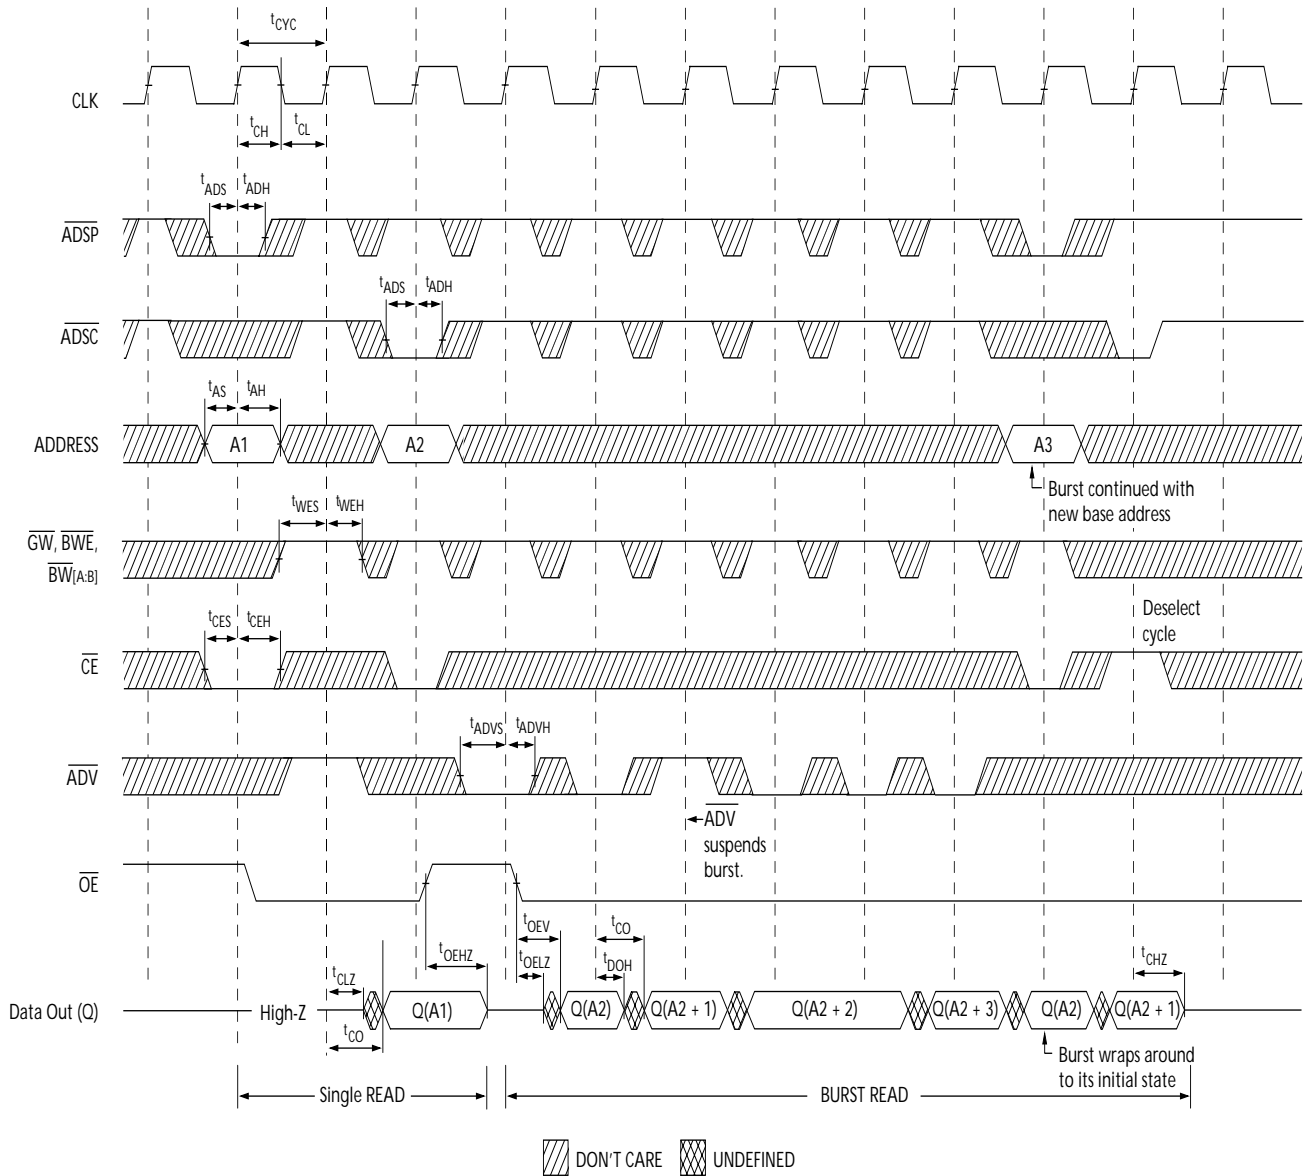 tCYC
CLK
tCH
tCL
tADS
tADH
ADSP
tADS
tADH
ADSC
tAS
tAH
ADDRESS
A1
A2
A3
Burst continued with
new base address
tWES
tWEH
GW, BWE,
BW[A:B]
Deselect
cycle
tCES
tCEH
CE
tADVS
tADVH
ADV
ADV
suspends
burst.
OE
tOEV
tCO
tOEHZ
tOELZ
tDOH
tCHZ
tCLZ
Data Out (Q)
High-Z
Q(A1)
Q(A2)
Q(A2 + 1)
Q(A2 + 2)
Q(A2 + 3)
Q(A2)
Q(A2 + 1)
tCO
Burst wraps around
to its initial state
Single READ
BURST READ
DON'T CARE
UNDEFINED